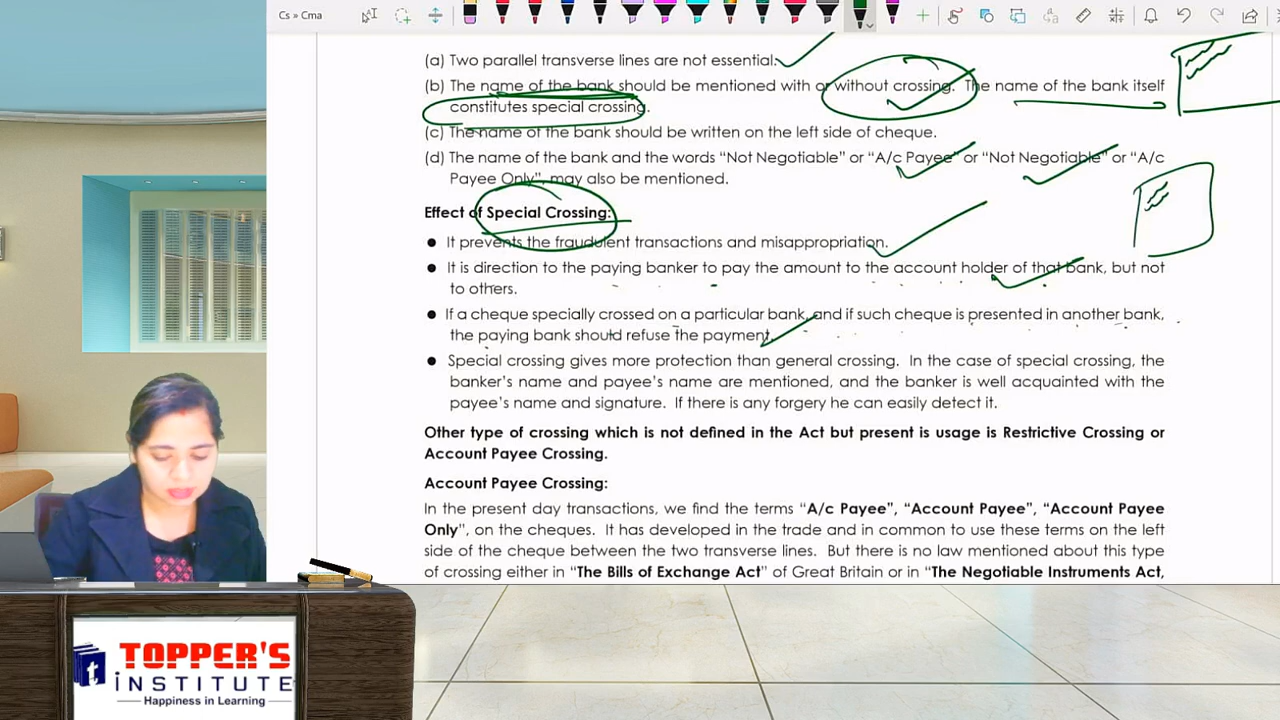 Cs » Cma
(a) Two parallel transverse lines are not essential.
(b) The name of the bank should be mentioned with or without crossing. The name of the bank itself
constitutes special crossing.
(c) The name of the bank should be written on the left side of cheque.
(d) The name of the bank and the words “Not Negotiable” or “A/c Payee” or “Not Negotiable” or “A/c
Payee Only”, may also be mentioned.
Effect of Special Crossing:
● It prevents the fraudulent transactions and misappropriation.
● It is direction to the paying banker to pay the amount to the account holder of that bank, but not
to others.
● If a cheque specially crossed on a particular bank, and if such cheque is presented in another bank,
the paying bank should refuse the payment.
● Special crossing gives more protection than general crossing. In the case of special crossing, the
banker’s name and payee’s name are mentioned, and the banker is well acquainted with the
payee’s name and signature. If there is any forgery he can easily detect it.
Other type of crossing which is not defined in the Act but present is usage is Restrictive Crossing or
Account Payee Crossing.
Account Payee Crossing:
In the present day transactions, we find the terms “A/c Payee”, “Account Payee”, “Account Payee
Only”, on the cheques. It has developed in the trade and in common to use these terms on the left
side of the cheque between the two transverse lines. But there is no law mentioned about this type
of crossing either in “The Bills of Exchange Act” of Great Britain or in “The Negotiable Instruments Act,
t
TOPPER'S
iNSTITUTE
Happiness in Learning